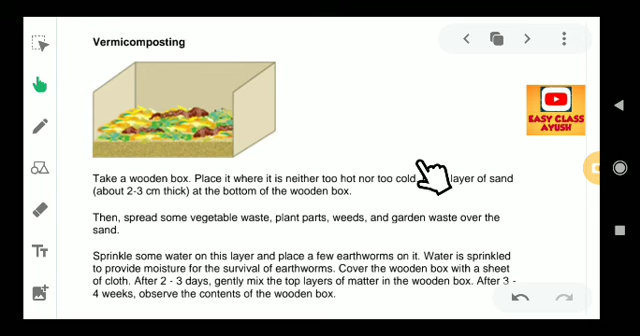 Vermicomposting
EASY CLASS
AYUSH
Take a wooden box. Place it where it is neither too hot nor too cold layer of sand
(about 2-3 cm thick) at the bottom of the wooden box.
Then, spread some vegetable waste, plant parts, weeds, and garden waste over the
sand.
Sprinkle some water on this layer and place a few earthworms on it. Water is sprinkled
to provide moisture for the survival of earthworms. Cover the wooden box with a sheet
of cloth. After 2 - 3 days, gently mix the top layers of matter in the wooden box. After 3 -
4 weeks, observe the contents of the wooden box.
Tт